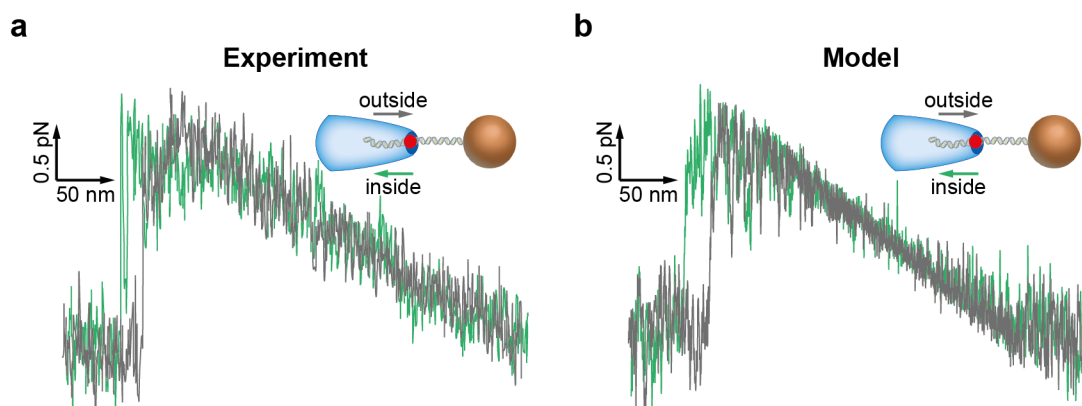 a
Experiment
outside
inside
0.5 pN
50 nm
b
Model
outside
inside
0.5 pN
50 nm